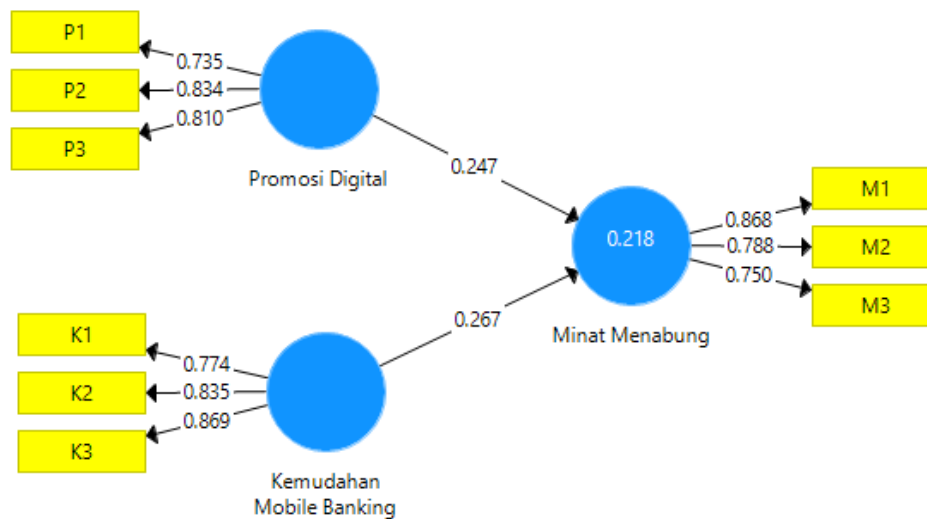 P1
P2
P3
0.735
0.834
0.810
Promosi Digital
0.247
K1
K2
K3
0.774
0.835
0.869
Kemudahan
Mobile Banking
0.267
0.218
Minat Menabung
0.868
0.788
0.750
M1
M2
M3